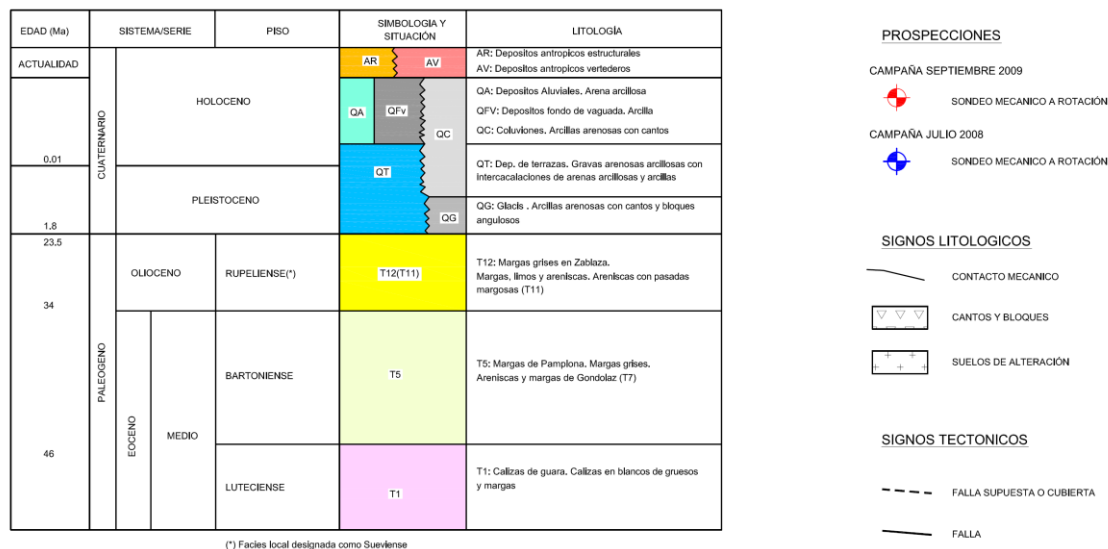 EDAD (Ma)
SISTEMA/SERIE
PISO
SIMBOLOGIA Y
SITUACIÓN
LITOLOGÍA
ACTUALIDAD
CUATERNARIO
HOLOCENO
AR
AV
AR: Depositos antropicos estructurales
AV: Depositos antropicos vertederos
QA
QFv
QC
QA: Depositos Aluviales. Arena arcillosa
QFV: Depositos fondo de vaguada. Arcilla
QC: Coluviones. Arcillas arenosas con cantos
0.01
QT
QT: Dep. de terrazas. Gravas arenosas arcillosas con
intercacalaciones de arenas arcillosas y arcillas
PLEISTOCENO
1.8
QG
QG: Glacis . Arcillas arenosas con cantos y bloques
angulosos
23.5
PALEOGENO
OLIOCENO
RUPELIENSE(*)
T12(T11)
T12: Margas grises en Zablaza.
Margas, limos y areniscas. Areniscas con pasadas
margosas (T11)
34
EOCENO
MEDIO
BARTONIENSE
T5
T5: Margas de Pamplona. Margas grises.
Areniscas y margas de Gondolaz (T7)
46
LUTECIENSE
T1
T1: Calizas de guara. Calizas en blancos de gruesos
y margas
(*) Facies local designada como Sueviense
PROSPECCIONES
CAMPAÑA SEPTIEMBRE 2009
SONDEO MECANICO A ROTACIÓN
CAMPAÑA JULIO 2008
SONDEO MECANICO A ROTACIÓN
SIGNOS LITOLOGICOS
CONTACTO MECANICO
CANTOS Y BLOQUES
SUELOS DE ALTERACIÓN
SIGNOS TECTONICOS
FALLA SUPUESTA O CUBIERTA
FALLA